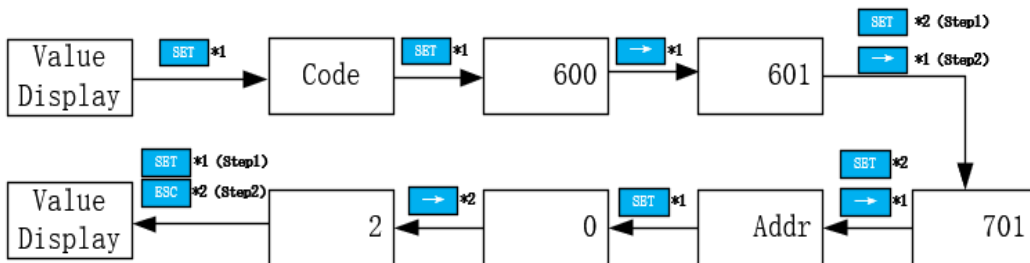 SET *2 (Step1)
Value
Display
SET *1
Code
SET *1
600
→ *1
601
→ *1 (Step2)
Value
Display
SET *1 (Step1)
ESC *2 (Step2)
2
→ *2
0
SET *1
Addr
SET *2
→ *1
701